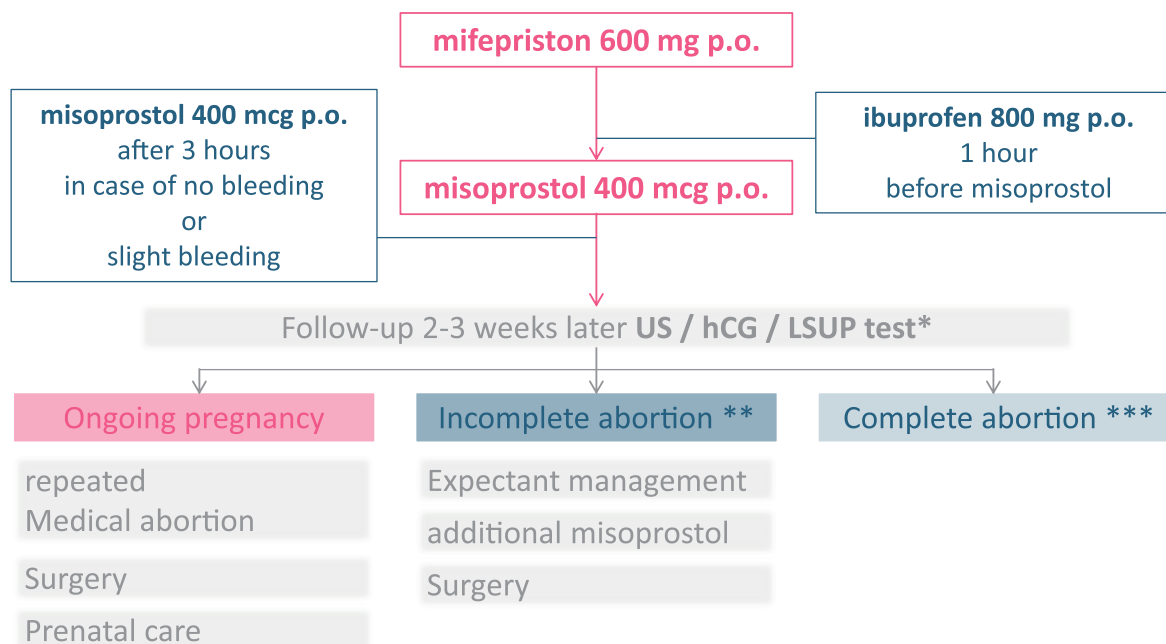 mifepriston 600 mg p.o.
misoprostol 400 mcg p.o.
after 3 hours
in case of no bleeding
or
slight bleeding
ibuprofen 800 mg p.o.
1 hour
before misoprostol
misoprostol 400 mcg p.o.
Follow-up 2-3 weeks later US / hCG / LSUP test*
Ongoing pregnancy
repeated
Medical abortion
Surgery
Prenatal care
Incomplete abortion **
Expectant management
additional misoprostol
Surgery
Complete abortion ***